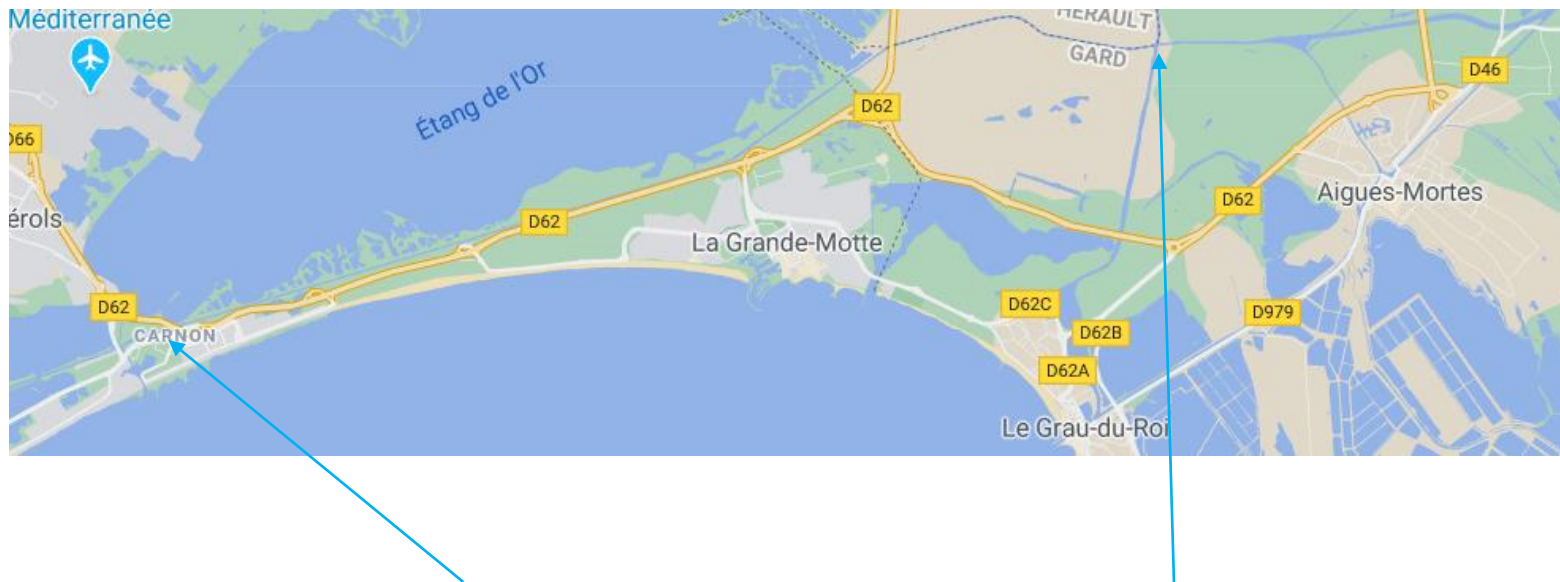 Méditerranée
HÉRAULT
GARD
D46
Étang de l'Or
D62
D66
D62
Aigues-Mortes
érols
D62
La Grande-Motte
D62
D62C
D979
CARNON
D62B
D62A
Le Grau-du-Roi